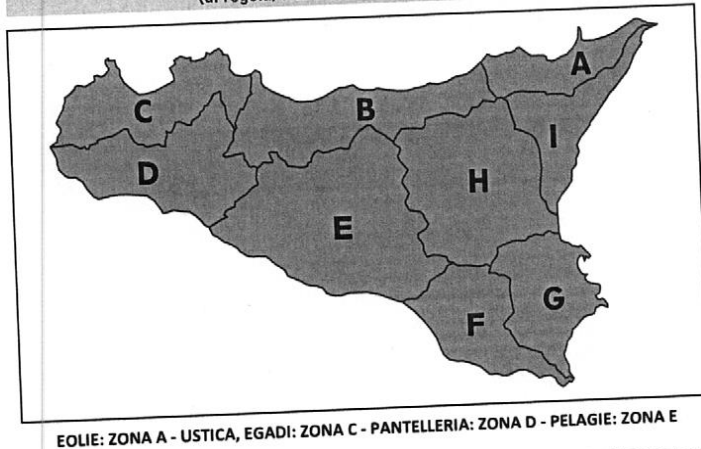 A
C
B
I
D
H
E
G
F
EOLIE: ZONA A - USTICA, EGADI: ZONA C - PANTELLERIA: ZONA D - PELAGIE: ZONA E